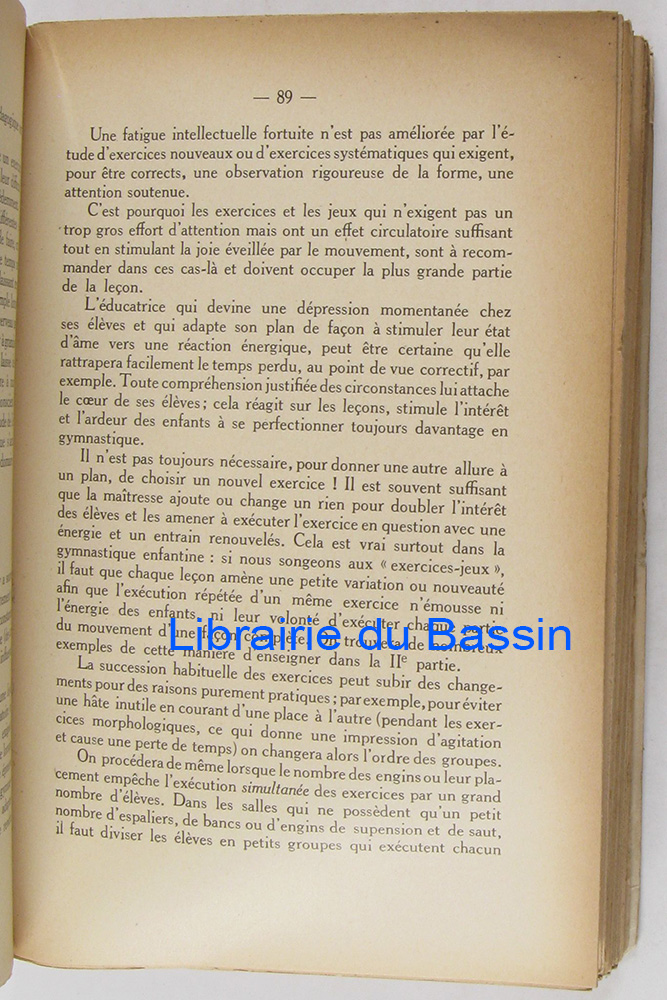 — 89 —
Une fatigue intellectuelle fortuite n'est pas améliorée par l'é-
tude d'exercices nouveaux ou d'exercices systématiques qui exigent,
pour être corrects, une observation rigoureuse de la forme, une
attention soutenue.
C'est pourquoi les exercices et les jeux qui n'exigent pas un
trop gros effort d'attention mais ont un effet circulatoire suffisant
tout en stimulant la joie éveillée par le mouvement, sont à recom-
mander dans ces cas-là et doivent occuper la plus grande partie
de la leçon.
L'éducatrice qui devine une dépression momentanée chez
ses élèves et qui adapte son plan de façon à stimuler leur état
d'âme vers une réaction énergique, peut être certaine qu'elle
rattrapera facilement le temps perdu, au point de vue correctif, par
exemple. Toute compréhension justifiée des circonstances lui attache
le cœur de ses élèves ; cela réagit sur les leçons, stimule l'intérêt
et l'ardeur des enfants à se perfectionner toujours davantage en
gymnastique.
Il n'est pas toujours nécessaire, pour donner une autre allure à
un plan, de choisir un nouvel exercice ! Il est souvent suffisant
que la maîtresse ajoute ou change un rien pour doubler l'intérêt
des élèves et les amener à exécuter l'exercice en question avec une
énergie et un entrain renouvelés. Cela est vrai surtout dans la
gymnastique enfantine : si nous songeons aux « exercices-jeux »,
il faut que chaque leçon amène une petite variation ou nouveauté
afin que l'exécution répétée d'un même exercice n'émousse ni
l'énergie des enfants, ni leur volonté d'exécuter chaque partie
du mouvement d'une façon complète. On trouvera de nombreux
Librairie du Bassin
exemples de cette manière d'enseigner dans la IIe partie.
La succession habituelle des exercices peut subir des change-
ments pour des raisons purement pratiques ; par exemple, pour éviter
une hâte inutile en courant d'une place à l'autre (pendant les exer-
cices morphologiques, ce qui donne une impression d'agitation
et cause une perte de temps) on changera alors l'ordre des groupes.
On procédera de même lorsque le nombre des engins ou leur pla-
cement empêche l'exécution simultanée des exercices par un grand
nombre d'élèves. Dans les salles qui ne possèdent qu'un petit
nombre d'espaliers, de bancs ou d'engins de supension et de saut,
il faut diviser les élèves en petits groupes qui exécutent chacun